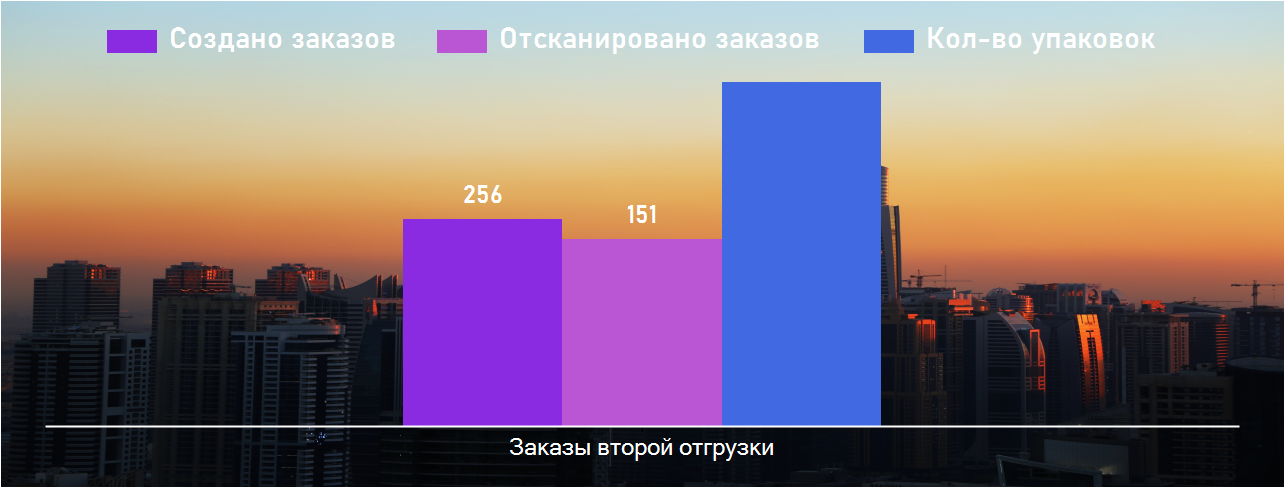 Создано заказов Отсканировано заказов Кол-во упаковок
256
151
Заказы второй отгрузки